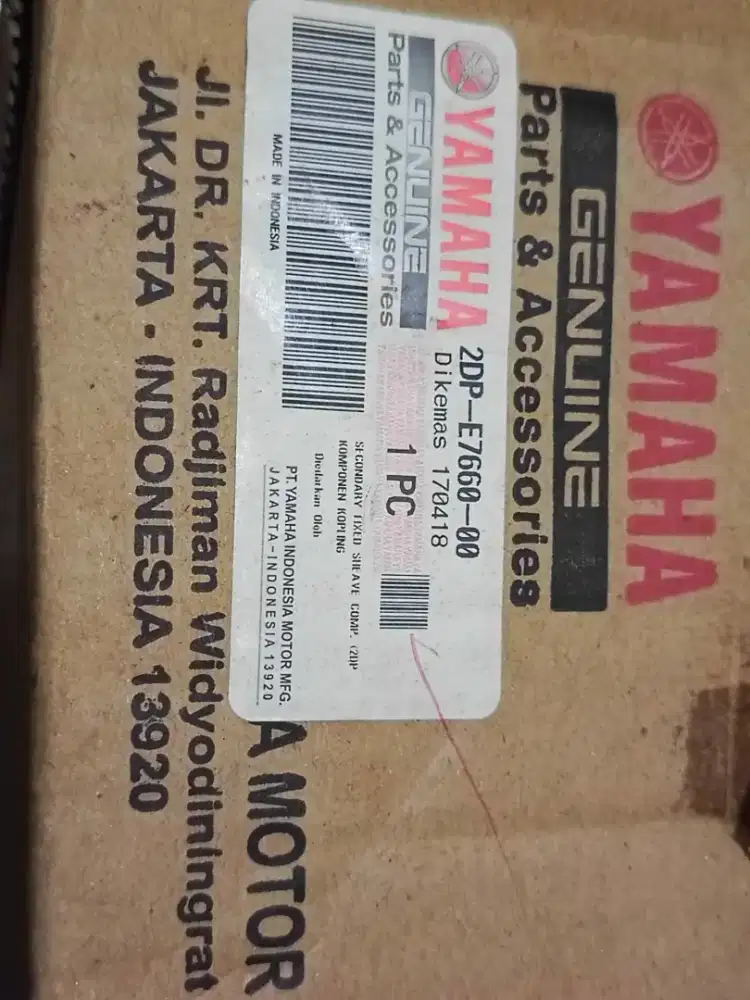 YAMAHA
GENUINE
Parts & Accessories
YAMAHA
GENUINE
Parts & Accessories
2DP-E7660-00
Dikemas 170418
1 PC
SECONDARY FIXED SHEAVE COMP. (2DP
KOMPONEN KOPLING
MADE IN INDONESIA
Diedarkan Oleh
PT. YAMAHA INDONESIA MOTOR MFG.
JAKARTA-INDONESIA 13920
A MOTOR
Jl. DR. KRT. Radjiman Widyodiningrat
JAKARTA - INDONESIA 13920